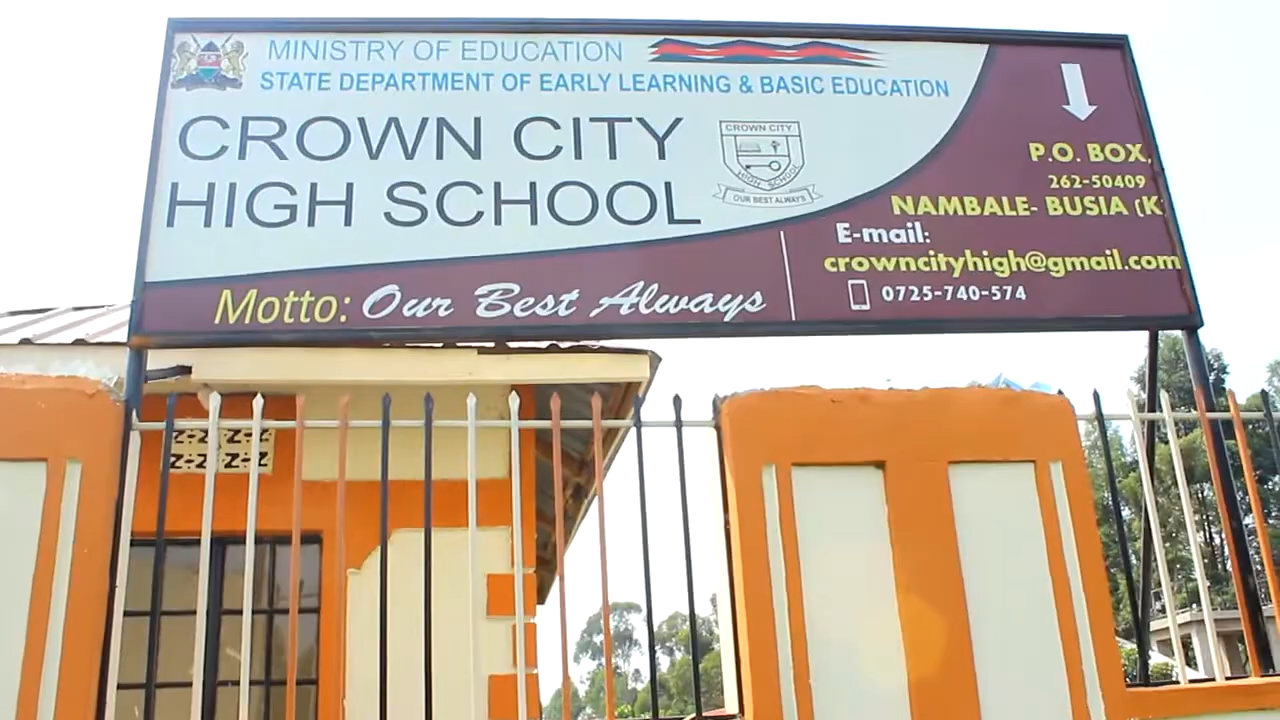 MINISTRY OF EDUCATION
STATE DEPARTMENT OF EARLY LEARNING & BASIC EDUCATION
CROWN CITY
HIGH SCHOOL
CROWN CITY
HIGH SCHOOL
OUR BEST ALWAYS
Motto: Our Best Always
P.O. BOX,
262-50409
NAMBALE- BUSIA (K
E-mail:
crowncityhigh@gmail.com
0725-740-574